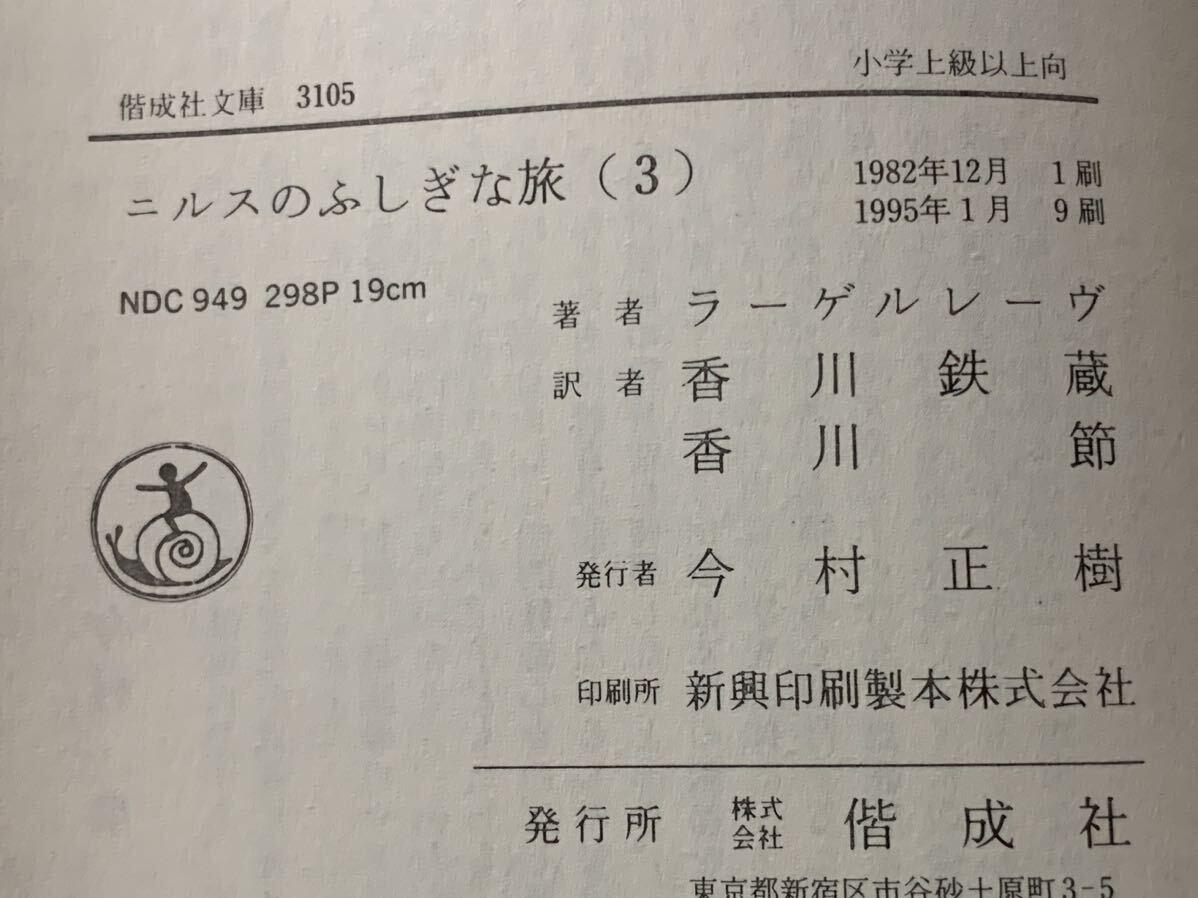 偕成社文庫 3105
小学上級以上向
ニルスのふしぎな旅（3）
1982年12月 1刷
1995年1月 9刷
NDC 949 298P 19cm
著者 ラーゲルレーヴ
訳者 香川鉄蔵
香川節
発行者 今村正樹
印刷所 新興印刷製本株式会社
発行所 株式会社 偕成社
東京都新宿区市谷砂土原町3-5